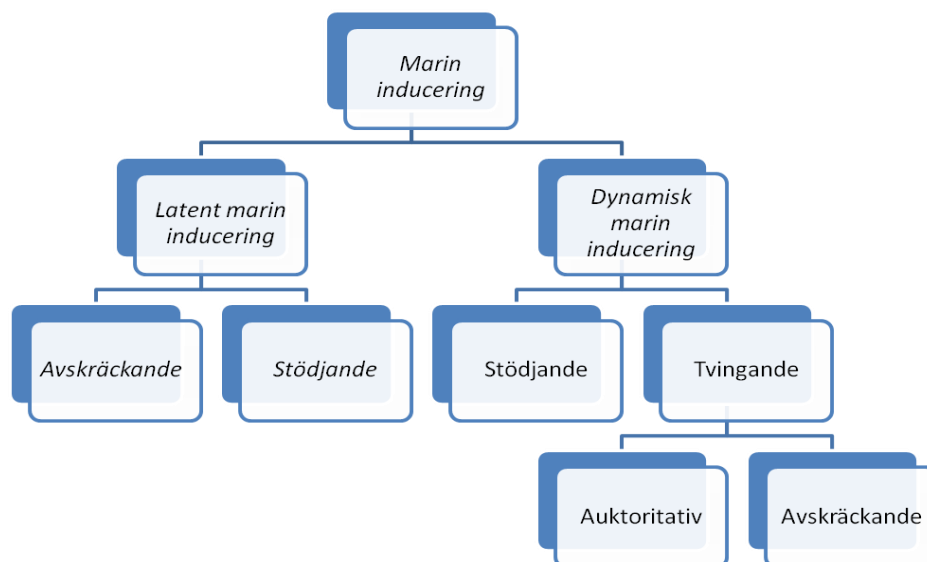 Marin
inducering
Latent marin
inducering
Dynamisk
marin
inducering
Avskräckande
Stödjande
Stödjande
Tvingande
Auktoritativ
Avskräckande